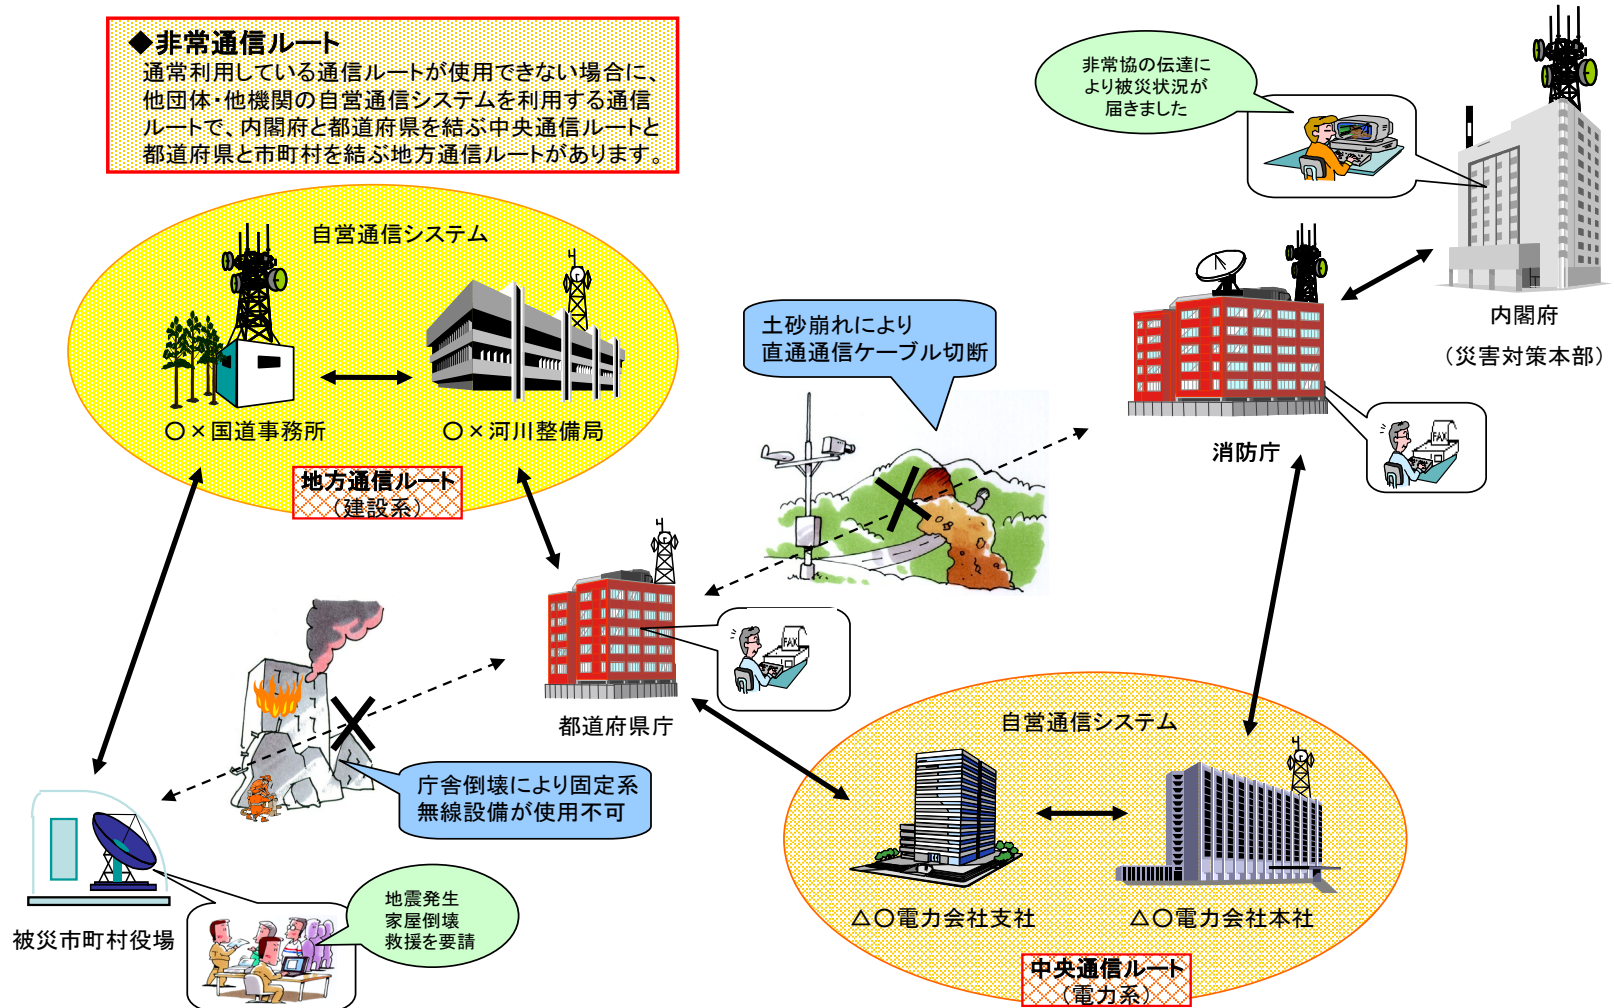 ◆非常通信ルート
通常利用している通信ルートが使用できない場合に、
他団体・他機関の自営通信システムを利用する通信
ルートで、内閣府と都道府県を結ぶ中央通信ルートと
都道府県と市町村を結ぶ地方通信ルートがあります。
非常協の伝達に
より被災状況が
届きました
内閣府
（災害対策本部）
自営通信システム
〇×国道事務所
〇×河川整備局
地方通信ルート
（建設系）
土砂崩れにより
直通通信ケーブル切断
消防庁
FAX
FAX
都道府県庁
庁舎倒壊により固定系
無線設備が使用不可
地震発生
家屋倒壊
救援を要請
被災市町村役場
自営通信システム
△〇電力会社支社
△〇電力会社本社
中央通信ルート
（電力系）